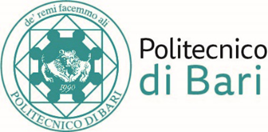 de' remi facemmo ali
1990
POLITECNICO DI BARI
Politecnico
di Bari